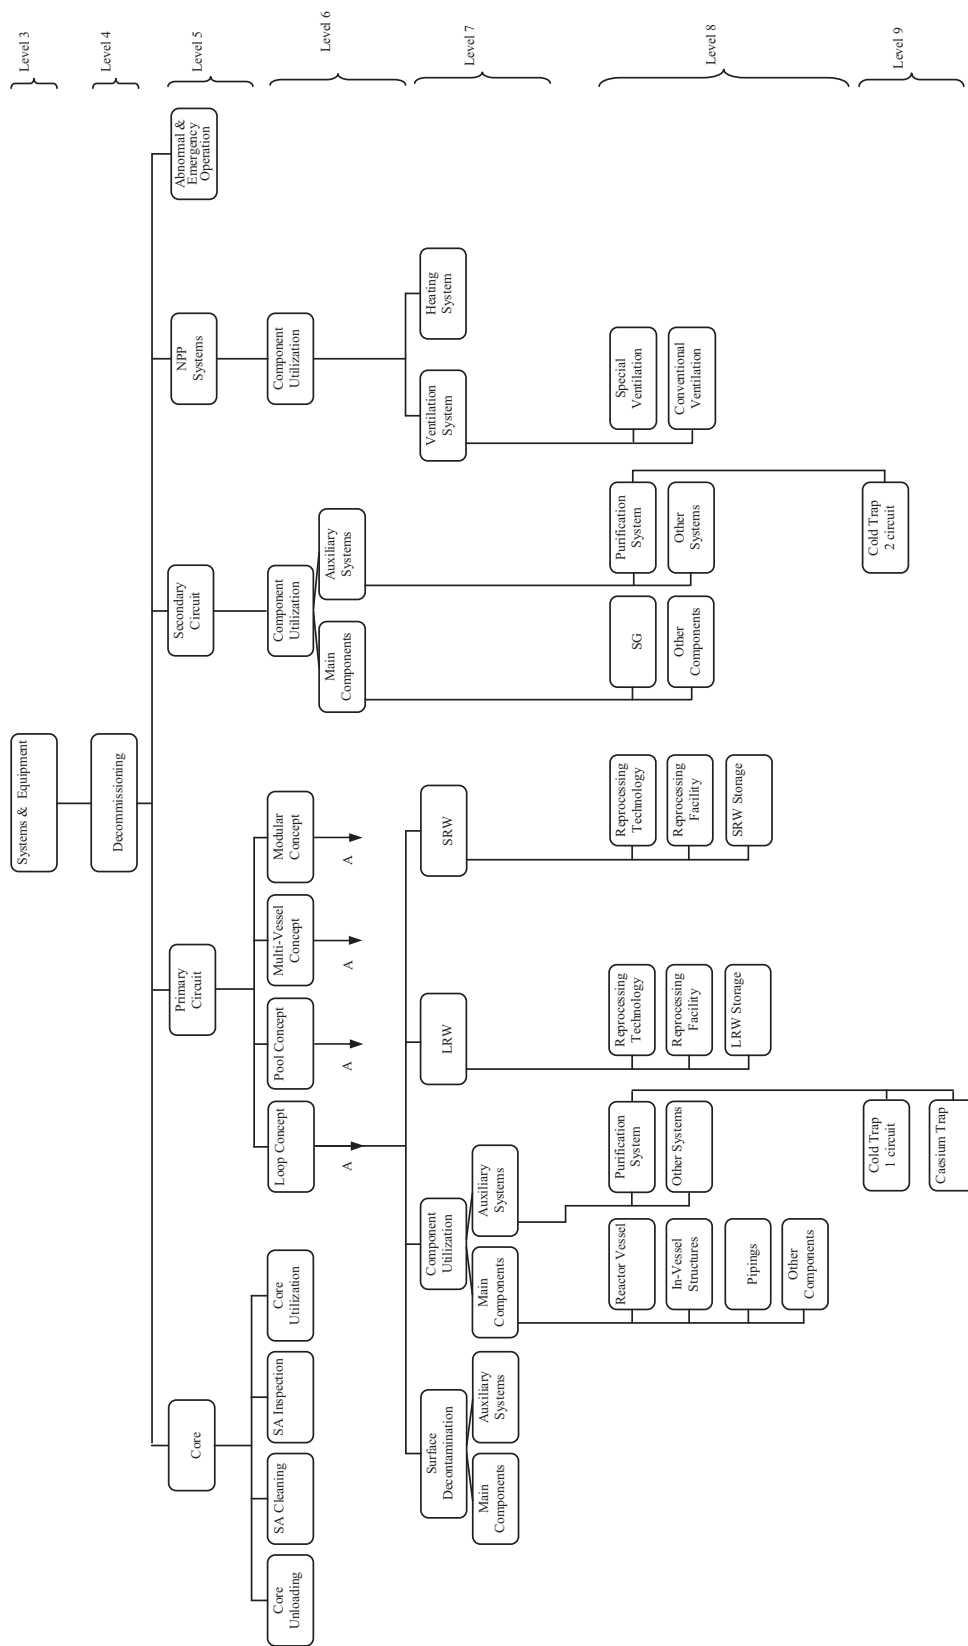 Systems & Equipment
Level 3
Decommissioning
Level 4
Core
Primary
Circuit
Secondary
Circuit
NPP
Systems
Abnormal &
Emergency
Operation
Level 5
Core
Unloading
SA Cleaning
SA Inspection
Core
Utilization
Loop Concept
Pool Concept
Multi-Vessel
Concept
Modular
Concept
Component
Utilization
Main
Components
Auxiliary
Systems
Component
Utilization
Level 6
A
A
A
A
Surface
Decontamination
Main
Components
Auxiliary
Systems
Component
Utilization
Main
Components
Auxiliary
Systems
LRW
SRW
Ventilation
System
Heating
System
Level 7
Reactor Vessel
In-Vessel
Structures
Pipings
Other
Components
Purification
System
Other Systems
Reprocessing
Technology
Reprocessing
Facility
LRW Storage
Reprocessing
Technology
Reprocessing
Facility
SRW Storage
SG
Other
Components
Purification
System
Other
Systems
Special
Ventilation
Conventional
Ventilation
Level 8
Cold Trap
1 circuit
Caesium Trap
Cold Trap
2 circuit
Level 9